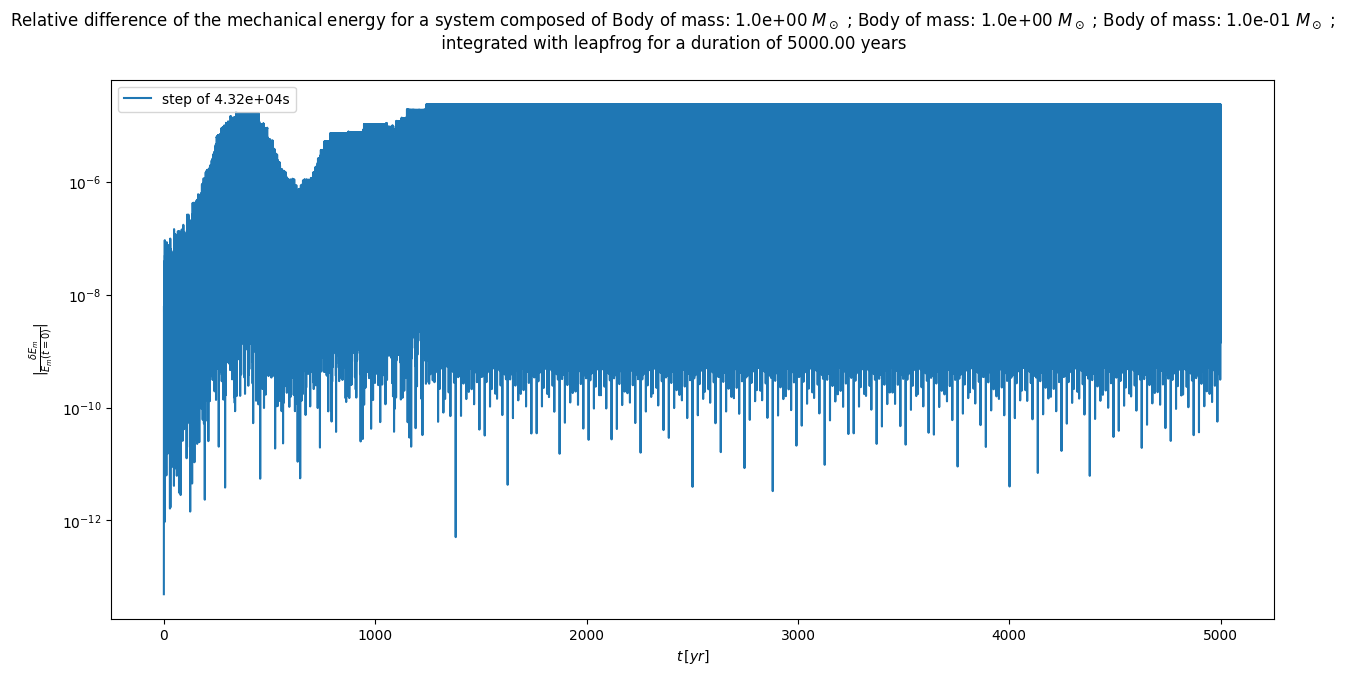 Relative difference of the mechanical energy for a system composed of Body of mass: 1.0e+00 $M_\odot$ ; Body of mass: 1.0e+00 $M_\odot$ ; Body of mass: 1.0e-01 $M_\odot$ ;
integrated with leapfrog for a duration of 5000.00 years
step of 4.32e+04s
$10^{-6}$
$10^{-8}$
$10^{-10}$
$10^{-12}$
$|\frac{\delta E_m}{E_m(t=0)}|$
0 1000 2000 3000 4000 5000
$t\,[yr]$